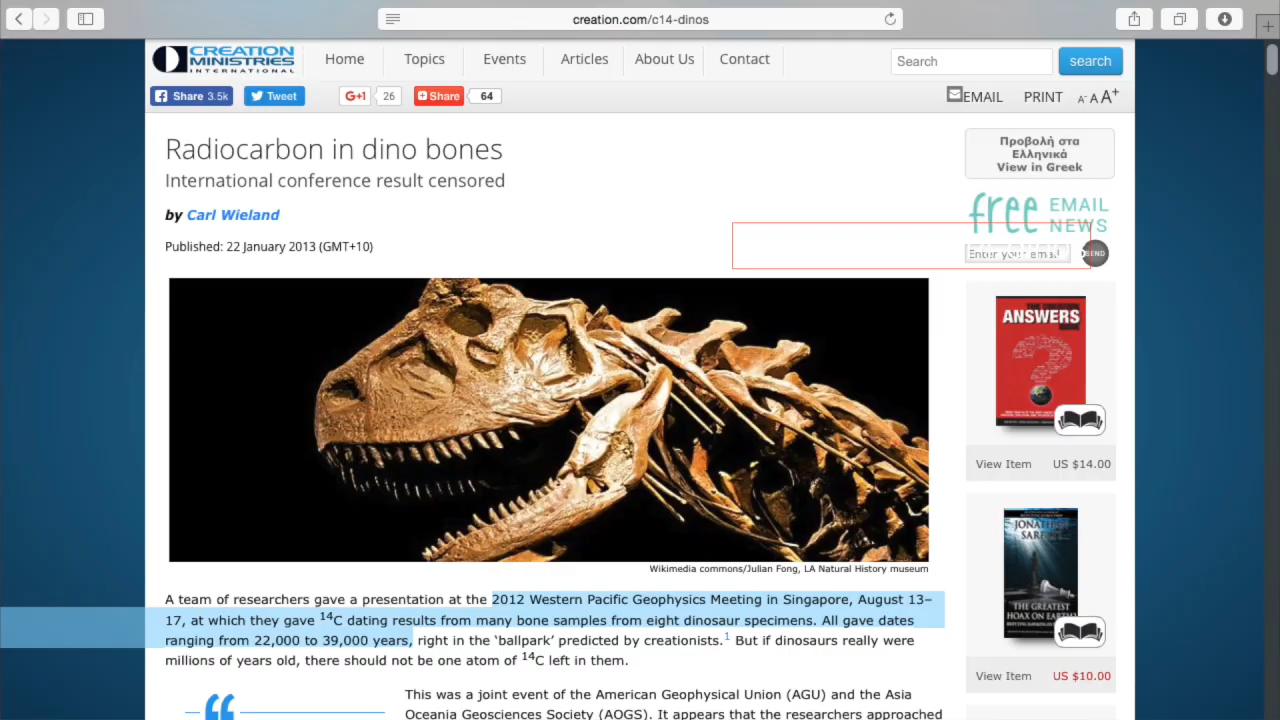 creation.com/c14-dinos
CREATION
MINISTRIES
INTERNATIONAL
Home
Topics
Events
Articles
About Us
Contact
Search
search
Share 3.5k
Tweet
G+1
26
Share
64
EMAIL
PRINT
A- A A+
Radiocarbon in dino bones
International conference result censored
by Carl Wieland
Published: 22 January 2013 (GMT+10)
Προβολή στα
Ελληνικά
View in Greek
free EMAIL
NEWS
Enter your email
SEND
ANSWERS
View Item US $14.00
JONATHAN
THE GREATEST
HOAX ON EARTH?
View Item US $10.00
Wikimedia commons/Julian Fong, LA Natural History museum
A team of researchers gave a presentation at the 2012 Western Pacific Geophysics Meeting in Singapore, August 13–
17, at which they gave 14C dating results from many bone samples from eight dinosaur specimens. All gave dates
ranging from 22,000 to 39,000 years, right in the ‘ballpark’ predicted by creationists.1 But if dinosaurs really were
millions of years old, there should not be one atom of 14C left in them.
This was a joint event of the American Geophysical Union (AGU) and the Asia
Oceania Geosciences Society (AOGS). It appears that the researchers approached